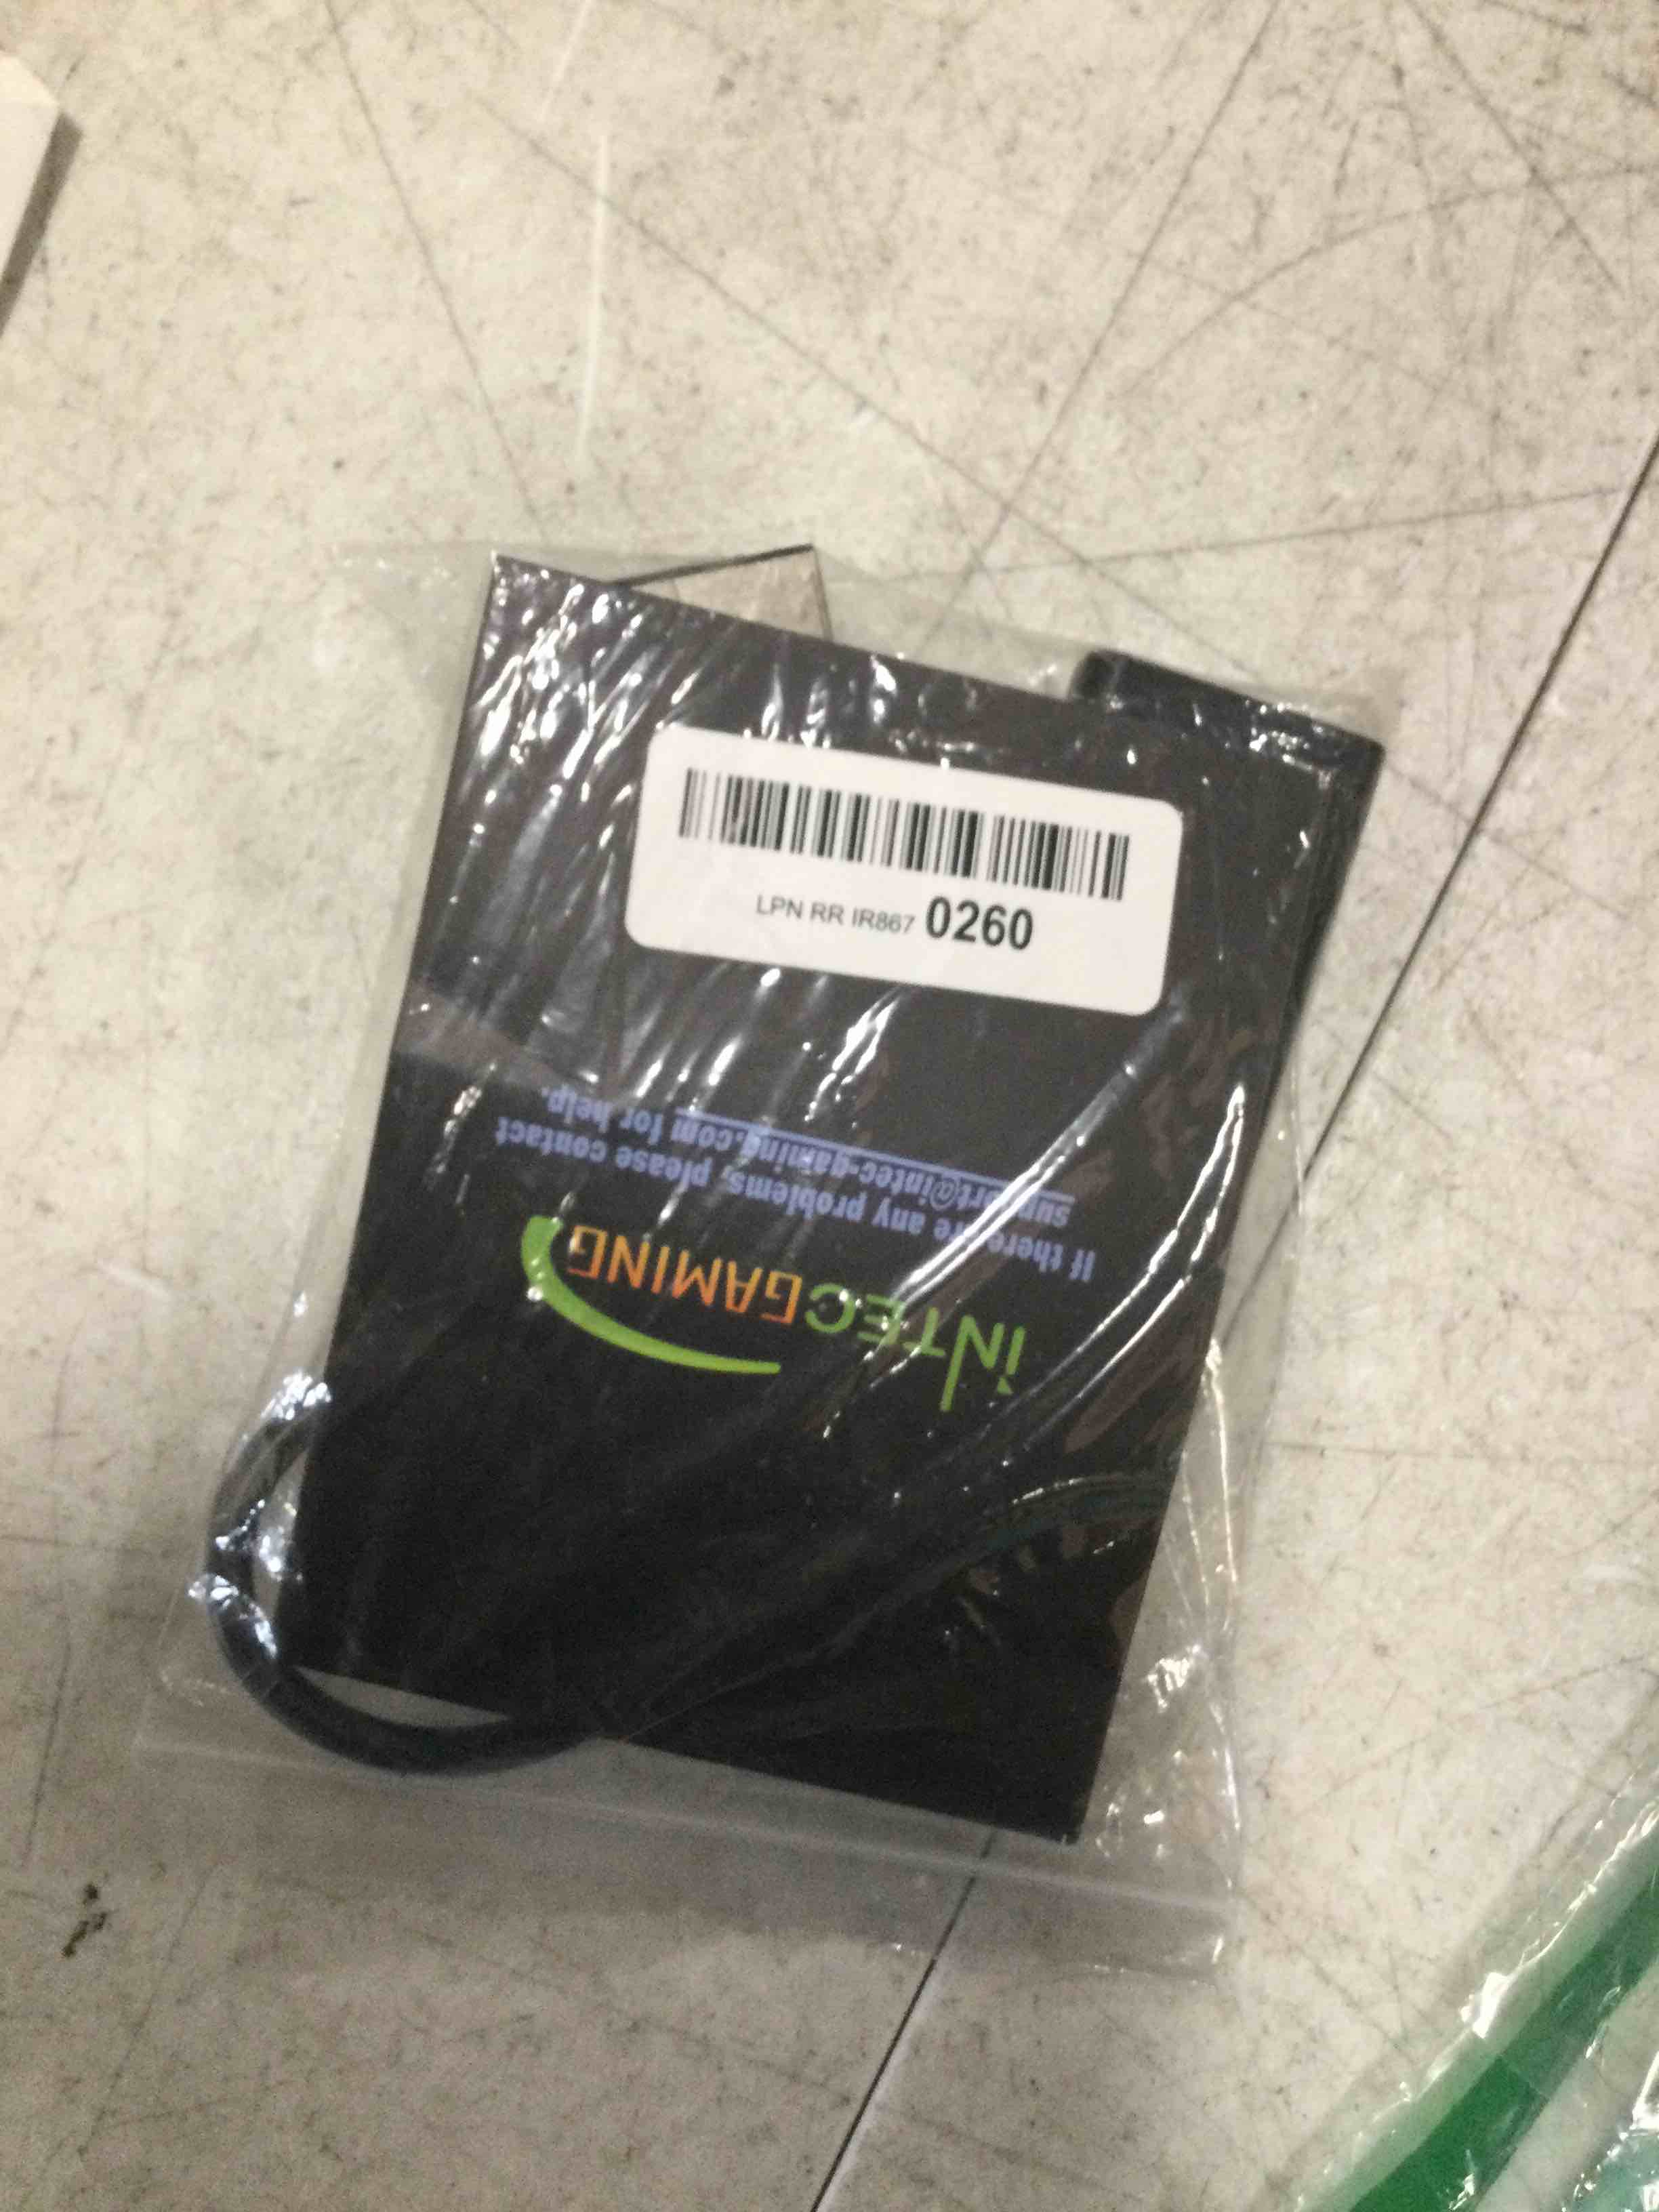 LPN RR IR867 0260
iNTECGAMING
If there are any problems, please contact
support@intec-gaming.com for help.